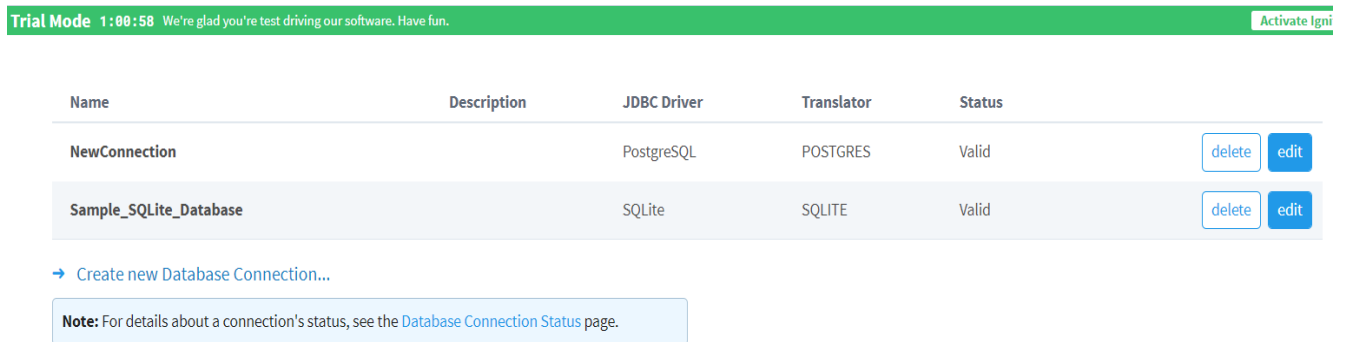 Trial Mode 1:00:58 We're glad you're test driving our software. Have fun. Activate Igni
Name Description JDBC Driver Translator Status
NewConnection PostgreSQL POSTGRES Valid delete edit
Sample_SQLite_Database SQLite SQLITE Valid delete edit
→ Create new Database Connection...
Note: For details about a connection's status, see the Database Connection Status page.